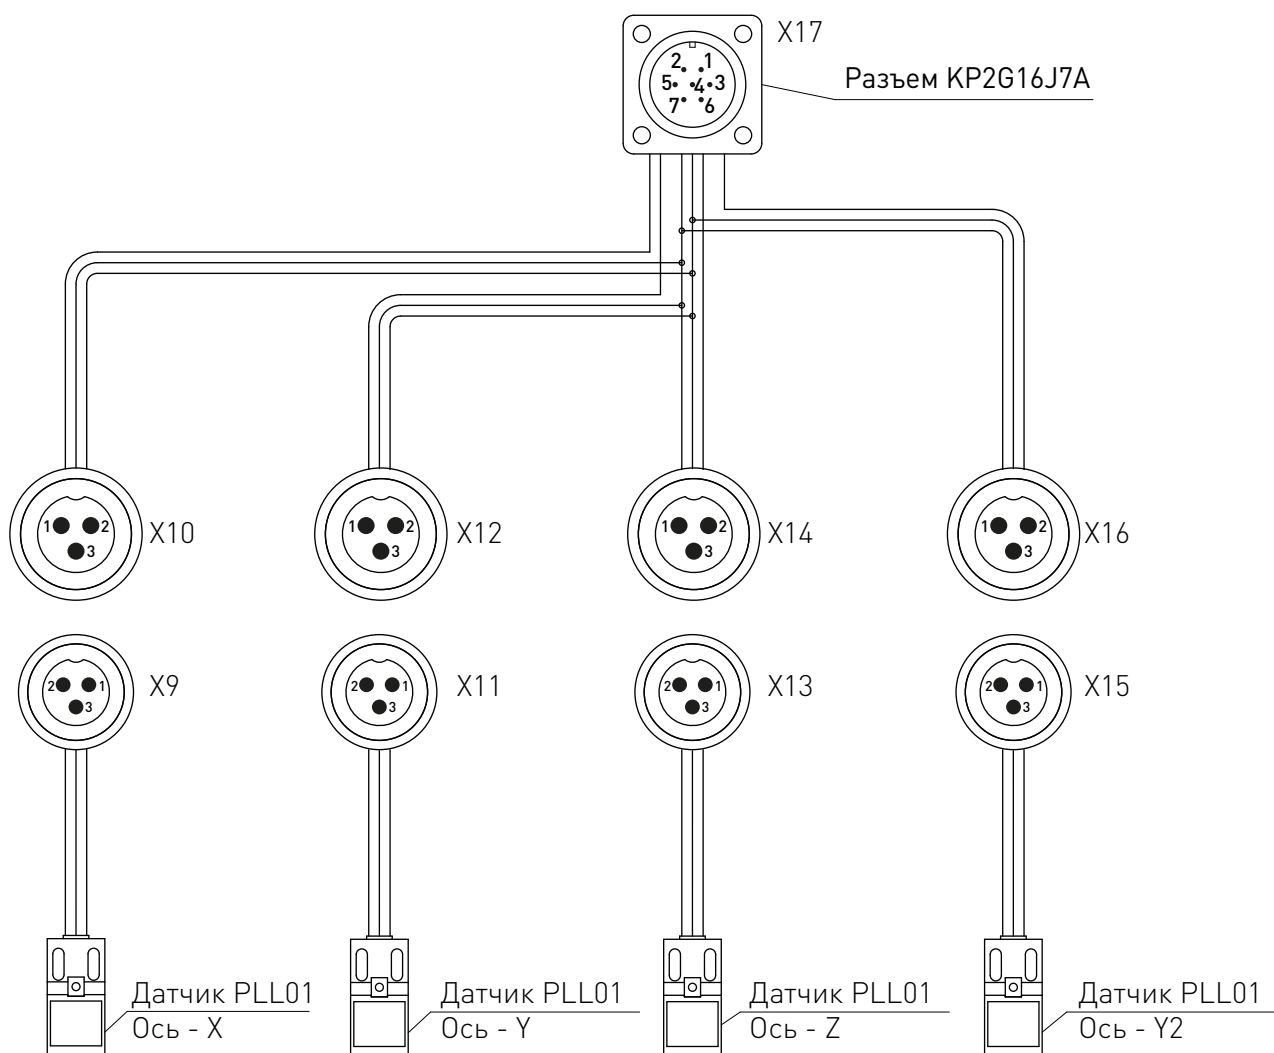 X17
2 1
5 4 3
7 6
Разъем KP2G16J7A
1 2
3
X10
1 2
3
X12
1 2
3
X14
1 2
3
X16
2 1
3
X9
2 1
3
X11
2 1
3
X13
2 1
3
X15
Датчик PLL01
Ось - X
Датчик PLL01
Ось - Y
Датчик PLL01
Ось - Z
Датчик PLL01
Ось - Y2